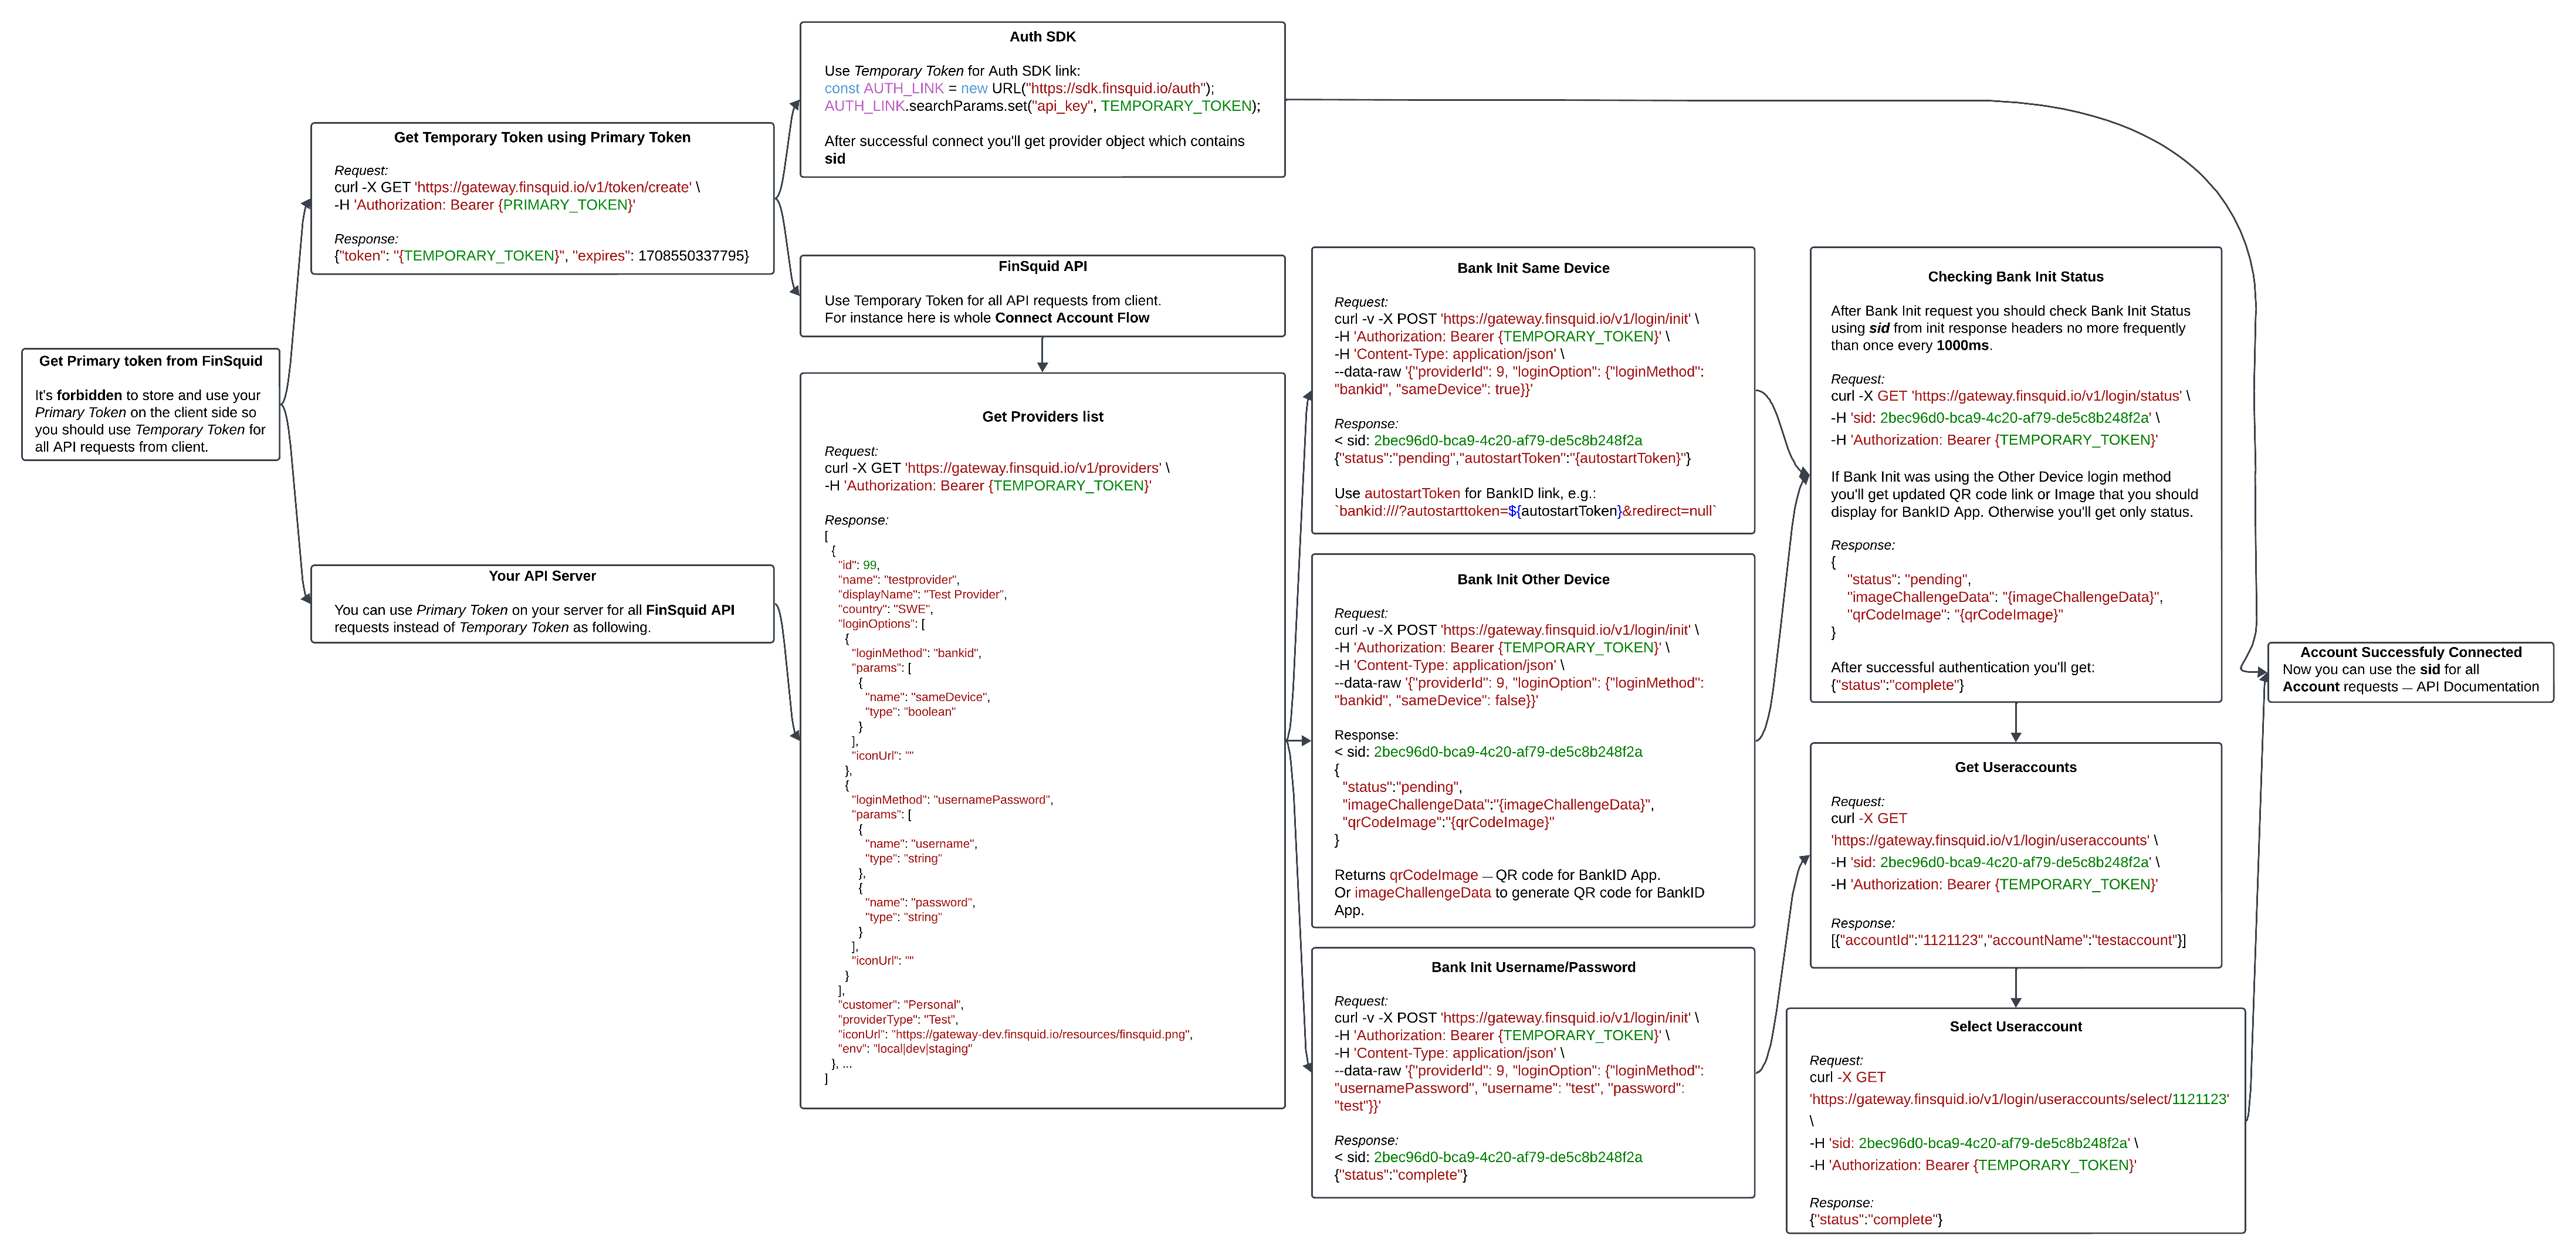 Get Primary token from FinSquid
It's forbidden to store and use your
Primary Token on the client side so
you should use Temporary Token for
all API requests from client.
Get Temporary Token using Primary Token
Request:
curl -X GET 'https://gateway.finsquid.io/v1/token/create' \
-H 'Authorization: Bearer {PRIMARY_TOKEN}'
Response:
{"token": "{TEMPORARY_TOKEN}", "expires": 1708550337795}
Your API Server
You can use Primary Token on your server for all FinSquid API
requests instead of Temporary Token as following.
Auth SDK
Use Temporary Token for Auth SDK link:
const AUTH_LINK = new URL("https://sdk.finsquid.io/auth");
AUTH_LINK.searchParams.set("api_key", TEMPORARY_TOKEN);
After successful connect you'll get provider object which contains
sid
FinSquid API
Use Temporary Token for all API requests from client.
For instance here is whole Connect Account Flow
Get Providers list
Request:
curl -X GET 'https://gateway.finsquid.io/v1/providers' \
-H 'Authorization: Bearer {TEMPORARY_TOKEN}'
Response:
[
{
"id": 99,
"name": "testprovider",
"displayName": "Test Provider",
"country": "SWE",
"loginOptions": [
{
"loginMethod": "bankid",
"params": [
{
"name": "sameDevice",
"type": "boolean"
}
],
"iconUrl": ""
},
{
"loginMethod": "usernamePassword",
"params": [
{
"name": "username",
"type": "string"
},
{
"name": "password",
"type": "string"
}
],
"iconUrl": ""
}
],
"customer": "Personal",
"providerType": "Test",
"iconUrl": "https://gateway-dev.finsquid.io/resources/finsquid.png",
"env": "local|dev|staging"
}, ...
]
Bank Init Same Device
Request:
curl -v -X POST 'https://gateway.finsquid.io/v1/login/init' \
-H 'Authorization: Bearer {TEMPORARY_TOKEN}' \
-H 'Content-Type: application/json' \
--data-raw '{"providerId": 9, "loginOption": {"loginMethod":
"bankid", "sameDevice": true}}'
Response:
< sid: 2bec96d0-bca9-4c20-af79-de5c8b248f2a
{"status":"pending","autostartToken":"{autostartToken}"}
Use autostartToken for BankID link, e.g.:
`bankid:///?autostarttoken=${autostartToken}&redirect=null`
Bank Init Other Device
Request:
curl -v -X POST 'https://gateway.finsquid.io/v1/login/init' \
-H 'Authorization: Bearer {TEMPORARY_TOKEN}' \
-H 'Content-Type: application/json' \
--data-raw '{"providerId": 9, "loginOption": {"loginMethod":
"bankid", "sameDevice": false}}'
Response:
< sid: 2bec96d0-bca9-4c20-af79-de5c8b248f2a
{
"status":"pending",
"imageChallengeData":"{imageChallengeData}",
"qrCodeImage":"{qrCodeImage}"
}
Returns qrCodeImage — QR code for BankID App.
Or imageChallengeData to generate QR code for BankID
App.
Bank Init Username/Password
Request:
curl -v -X POST 'https://gateway.finsquid.io/v1/login/init' \
-H 'Authorization: Bearer {TEMPORARY_TOKEN}' \
-H 'Content-Type: application/json' \
--data-raw '{"providerId": 9, "loginOption": {"loginMethod":
"usernamePassword", "username": "test", "password":
"test"}}'
Response:
< sid: 2bec96d0-bca9-4c20-af79-de5c8b248f2a
{"status":"complete"}
Checking Bank Init Status
After Bank Init request you should check Bank Init Status
using sid from init response headers no more frequently
than once every 1000ms.
Request:
curl -X GET 'https://gateway.finsquid.io/v1/login/status' \
-H 'sid: 2bec96d0-bca9-4c20-af79-de5c8b248f2a' \
-H 'Authorization: Bearer {TEMPORARY_TOKEN}'
If Bank Init was using the Other Device login method
you'll get updated QR code link or Image that you should
display for BankID App. Otherwise you'll get only status.
Response:
{
"status": "pending",
"imageChallengeData": "{imageChallengeData}",
"qrCodeImage": "{qrCodeImage}"
}
After successful authentication you'll get:
{"status":"complete"}
Get Useraccounts
Request:
curl -X GET
'https://gateway.finsquid.io/v1/login/useraccounts' \
-H 'sid: 2bec96d0-bca9-4c20-af79-de5c8b248f2a' \
-H 'Authorization: Bearer {TEMPORARY_TOKEN}'
Response:
[{"accountId":"1121123","accountName":"testaccount"}]
Select Useraccount
Request:
curl -X GET
'https://gateway.finsquid.io/v1/login/useraccounts/select/1121123'
\
-H 'sid: 2bec96d0-bca9-4c20-af79-de5c8b248f2a' \
-H 'Authorization: Bearer {TEMPORARY_TOKEN}'
Response:
{"status":"complete"}
Account Successfuly Connected
Now you can use the sid for all
Account requests — API Documentation